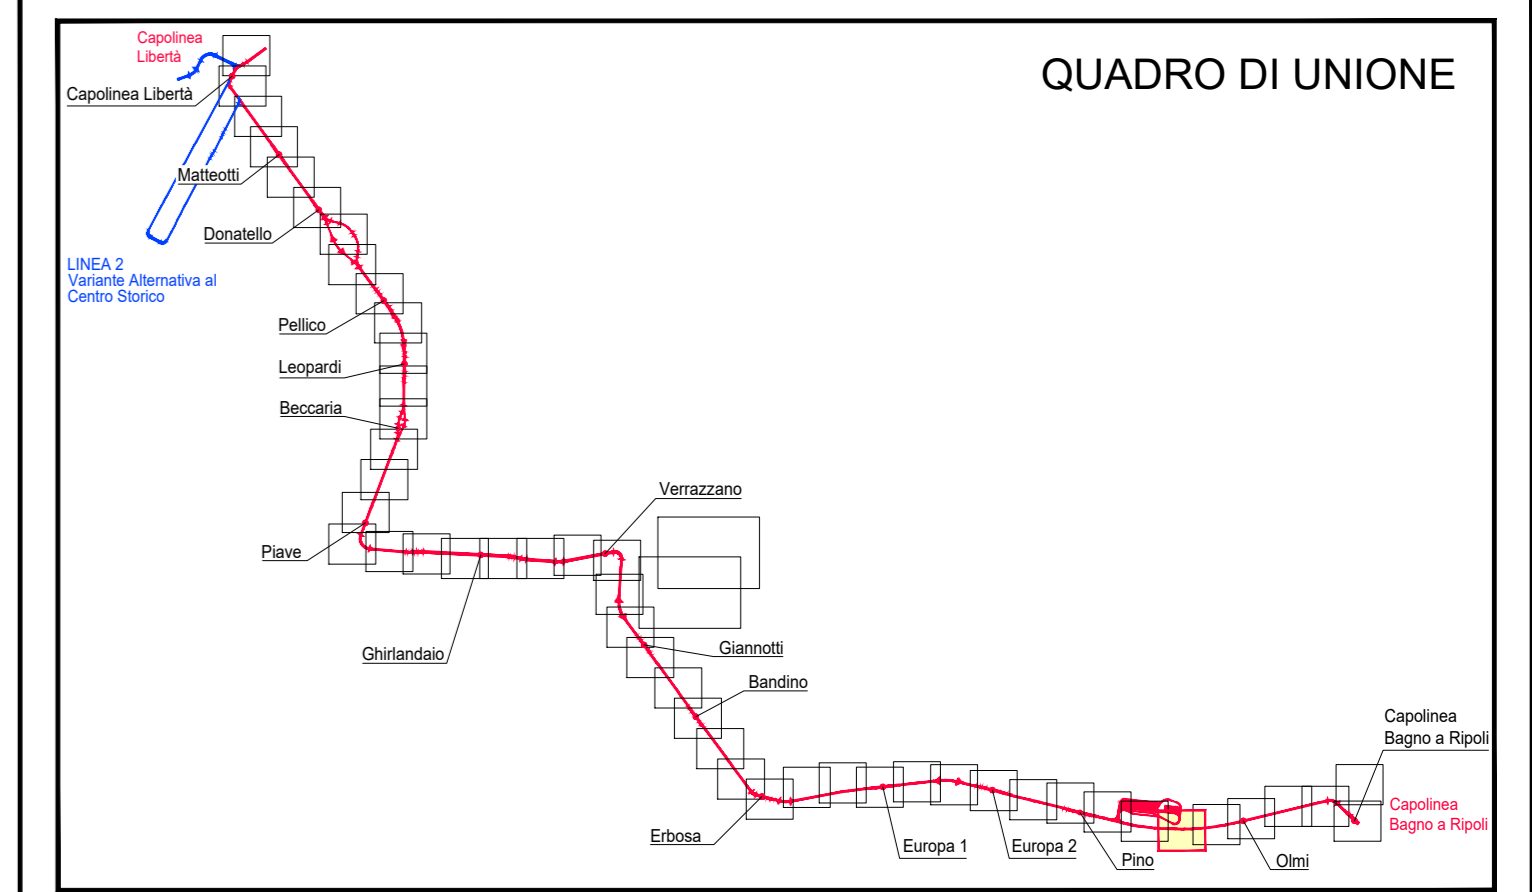 Capolinea
Libertà
QUADRO DI UNIONE
Capolinea Libertà
Matteotti
Donatello
LINEA 2
Variante Alternativa al
Centro Storico
Pellico
Leopardi
Beccaria
Verrazzano
Piave
Ghirlandaio
Giannotti
Bandino
Capolinea
Bagno a Ripoli
Capolinea
Bagno a Ripoli
Erbosa
Europa 1
Europa 2
Pino
Olmi